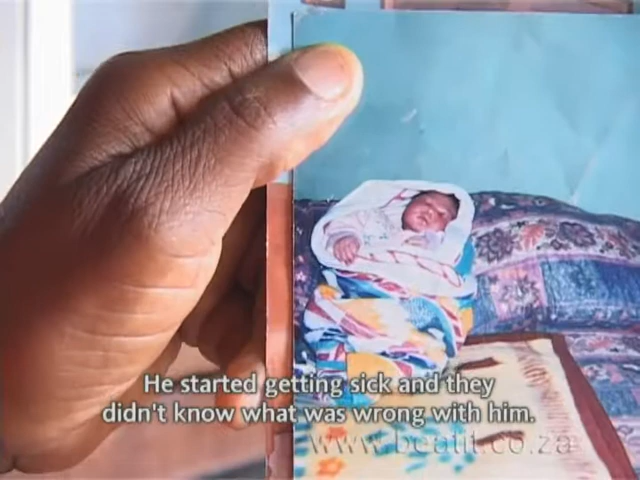 He started getting sick and they
didn't know what was wrong with him.
www.beatit.co.za